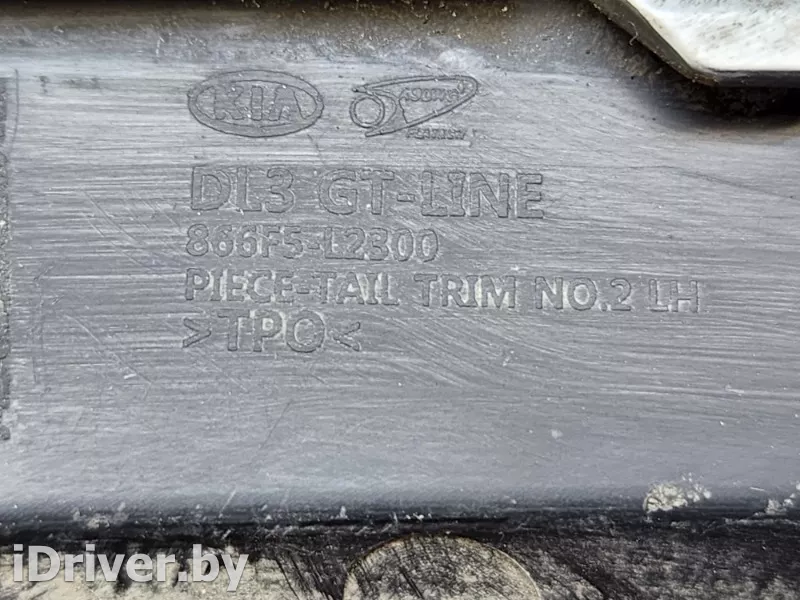 KIA
DL3 GT-LINE
866F5-L2300
PIECE-TAIL TRIM NO.2 LH
>TPO<
iDriver.by